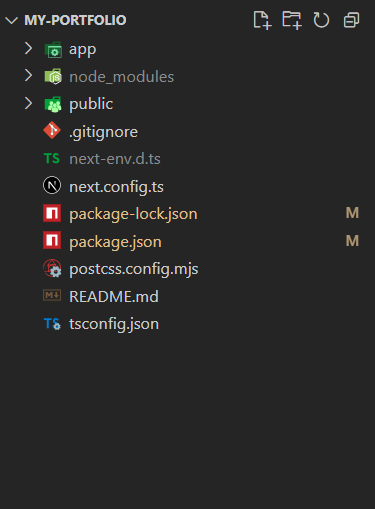 MY-PORTFOLIO
app
node_modules
public
.gitignore
TS next-env.d.ts
N next.config.ts
package-lock.json M
package.json M
postcss.config.mjs
README.md
TS tsconfig.json